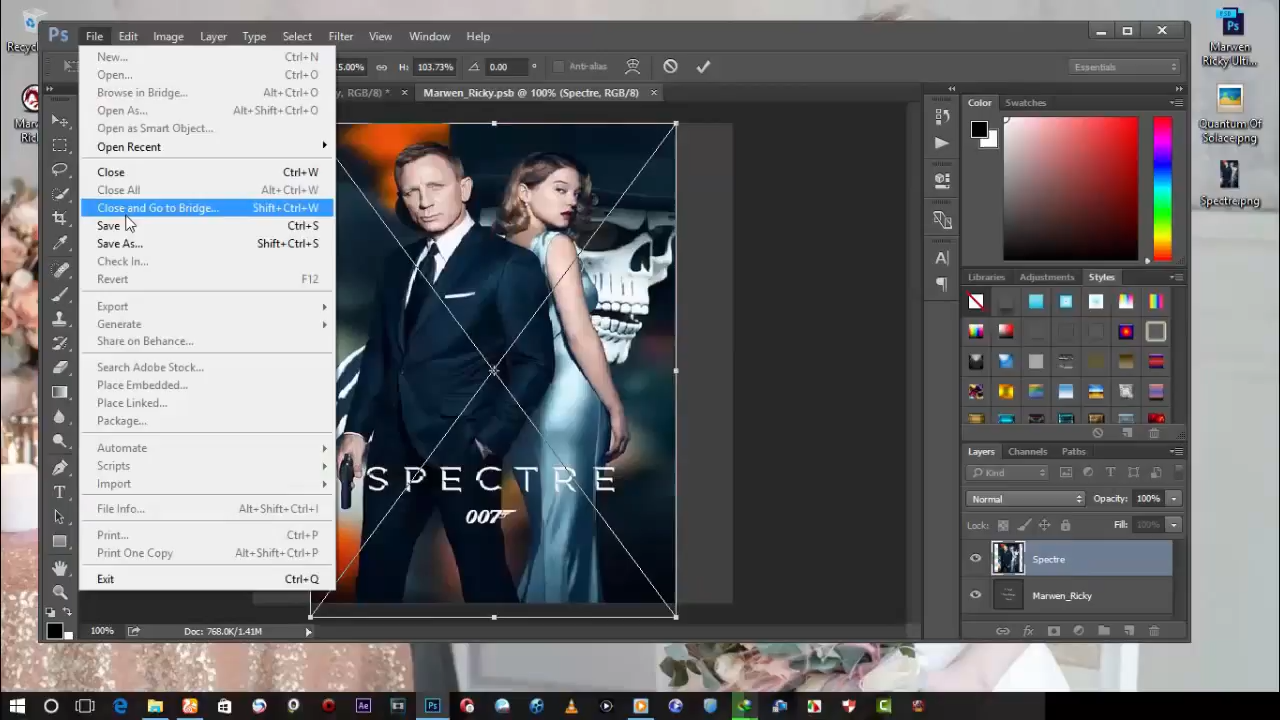 Recyc
Marw
Rick
Ps File Edit Image Layer Type Select Filter View Window Help
5.00% H: 103.73% 0.00 ° Anti-alias Essentials
y, RGB/8) * × Marwen_Ricky.psb @ 100% (Spectre, RGB/8) ×
New... Ctrl+N
Open... Ctrl+O
Browse in Bridge... Alt+Ctrl+O
Open As... Alt+Shift+Ctrl+O
Open as Smart Object...
Open Recent
Close Ctrl+W
Close All Alt+Ctrl+W
Close and Go to Bridge... Shift+Ctrl+W
Save Ctrl+S
Save As... Shift+Ctrl+S
Check In...
Revert F12
Export
Generate
Share on Behance...
Search Adobe Stock...
Place Embedded...
Place Linked...
Package...
Automate
Scripts
Import
File Info... Alt+Shift+Ctrl+I
Print... Ctrl+P
Print One Copy Alt+Shift+Ctrl+P
Exit Ctrl+Q
SPECTRE
007
100% Doc: 768.0K/1.41M
Color Swatches
Libraries Adjustments Styles
Layers Channels Paths
Kind
Normal Opacity: 100%
Lock: Fill: 100%
Spectre
Marwen_Ricky
Marwen
Ricky!Ulti...
Quantum Of
Solace.png
Spectre.png